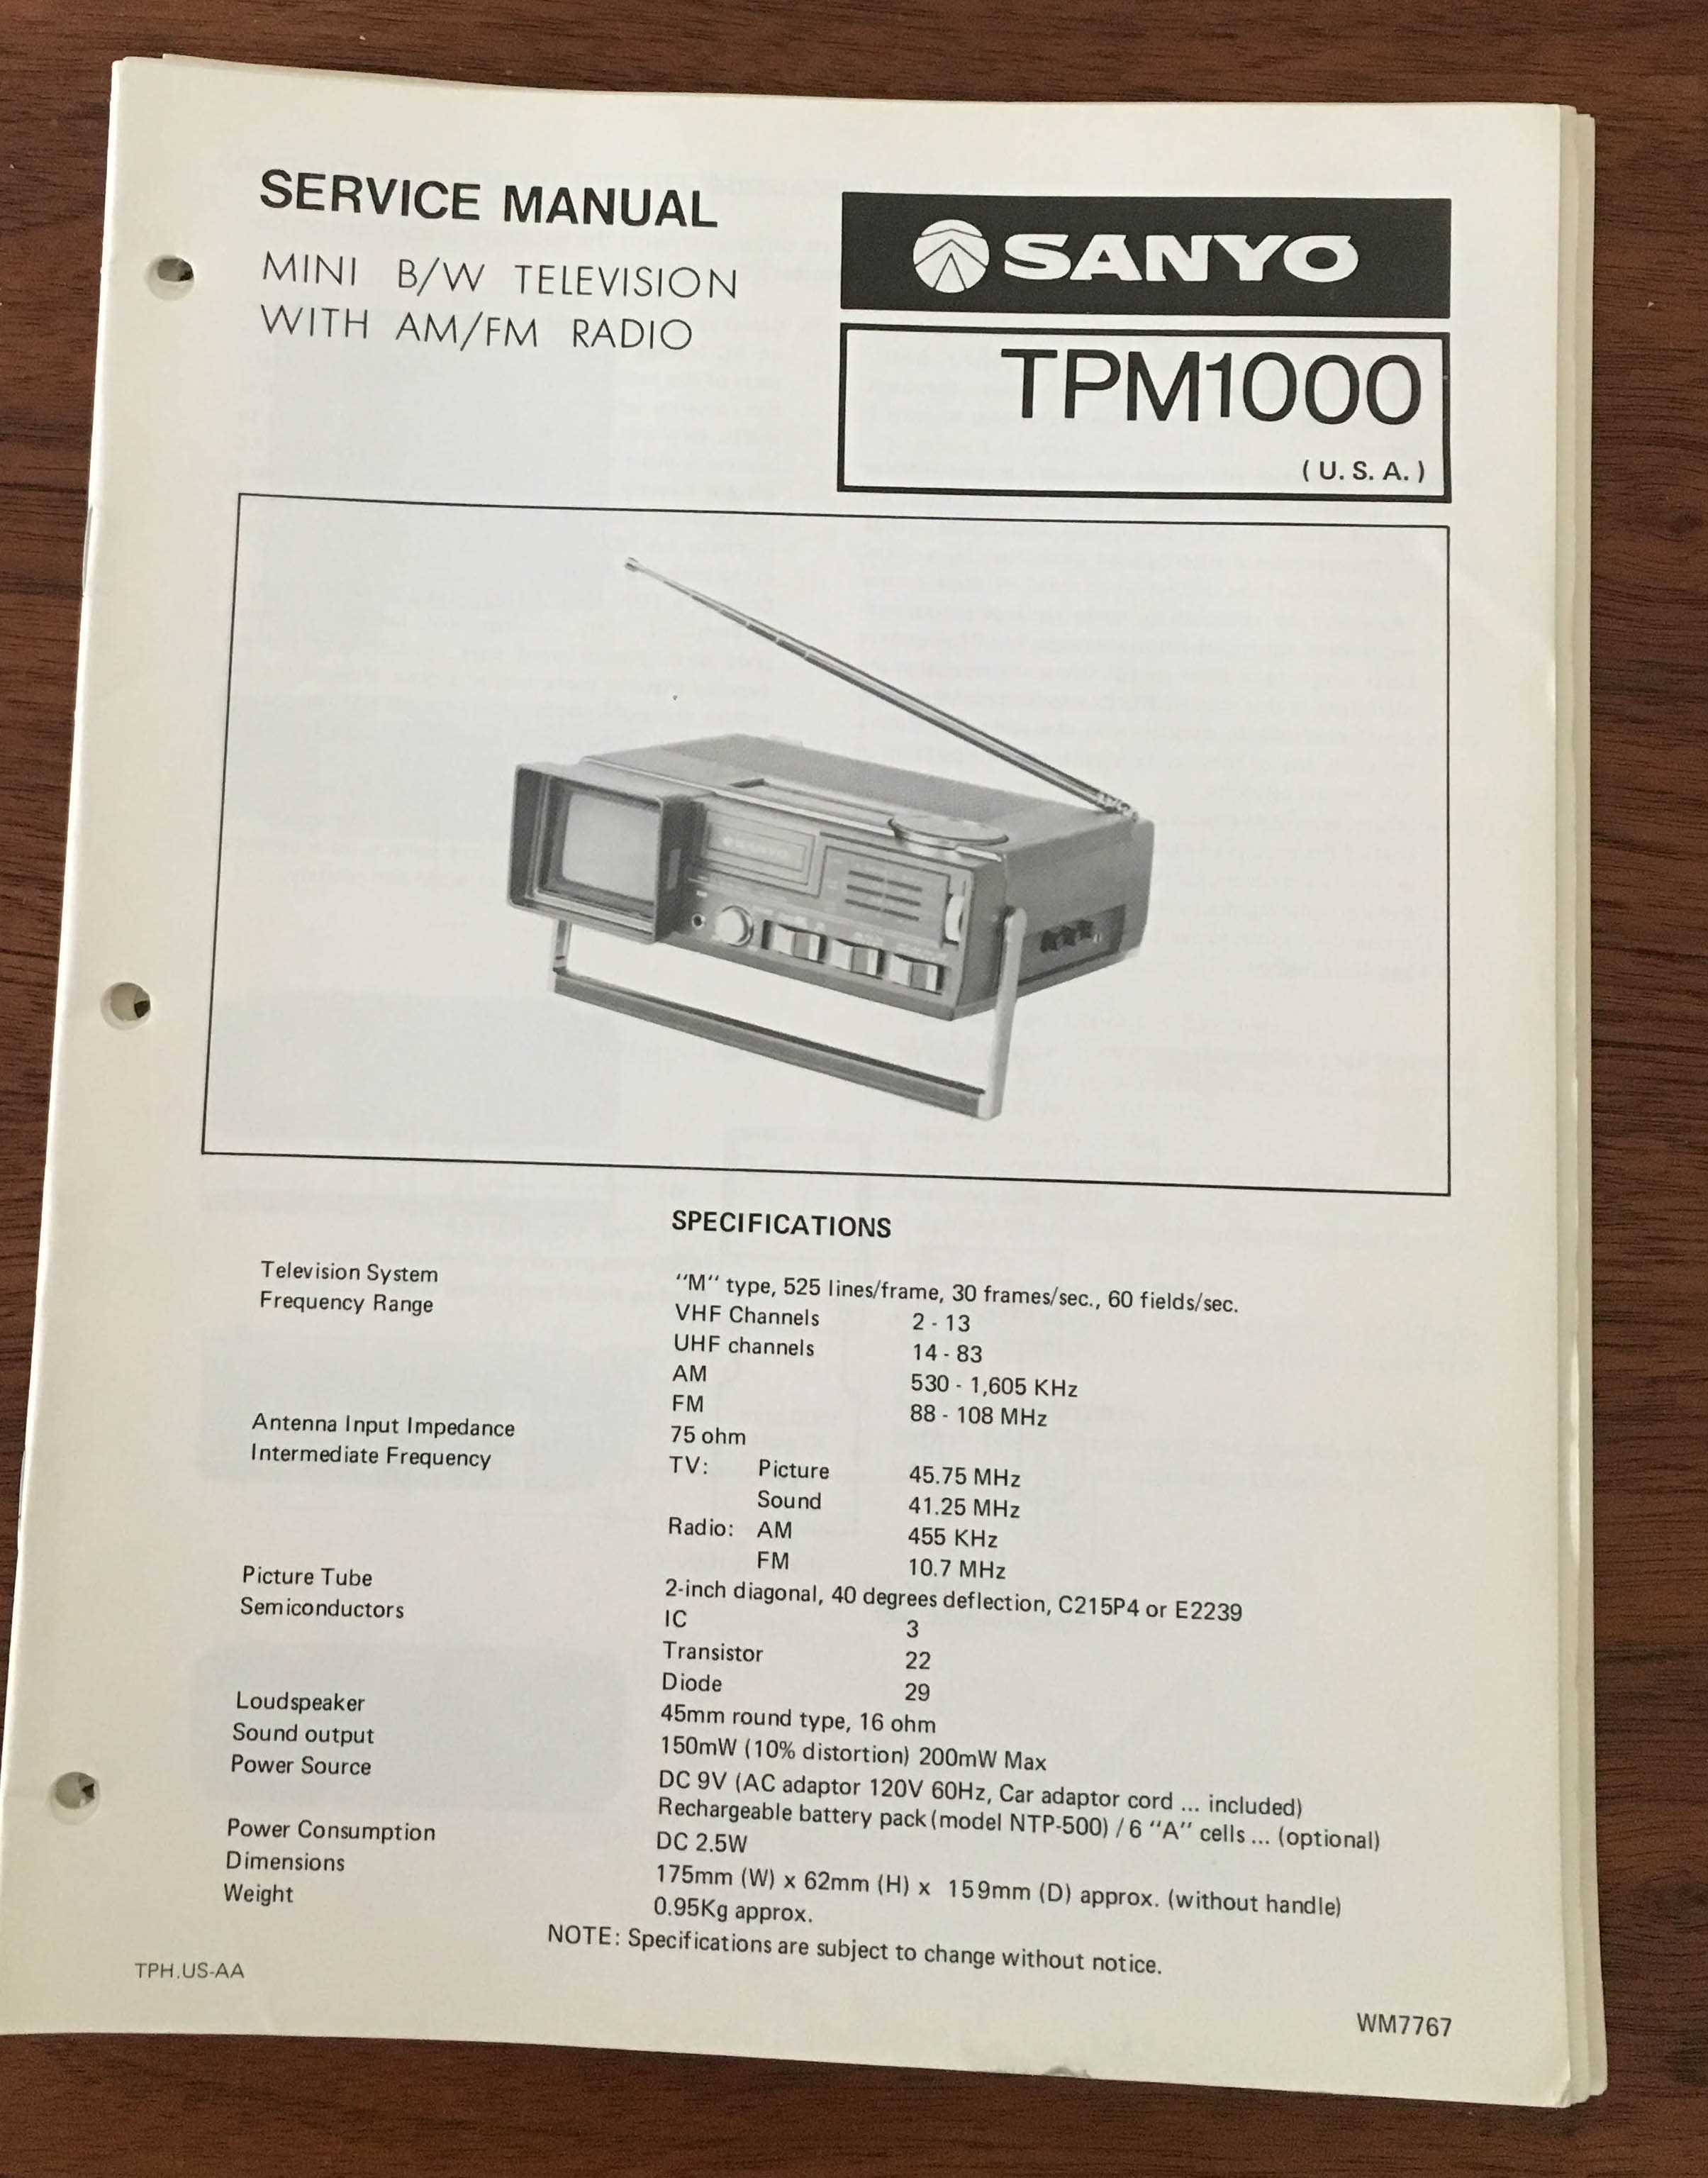 SERVICE MANUAL
MINI B/W TELEVISION
WITH AM/FM RADIO
SANYO
TPM1000
( U. S. A. )
SANYO
SPECIFICATIONS
Television System "M" type, 525 lines/frame, 30 frames/sec., 60 fields/sec.
Frequency Range VHF Channels 2 - 13
UHF channels 14 - 83
AM 530 - 1,605 KHz
FM 88 - 108 MHz
Antenna Input Impedance 75 ohm
Intermediate Frequency TV: Picture 45.75 MHz
Sound 41.25 MHz
Radio: AM 455 KHz
FM 10.7 MHz
Picture Tube 2-inch diagonal, 40 degrees deflection, C215P4 or E2239
Semiconductors IC 3
Transistor 22
Diode 29
Loudspeaker 45mm round type, 16 ohm
Sound output 150mW (10% distortion) 200mW Max
Power Source DC 9V (AC adaptor 120V 60Hz, Car adaptor cord ... included)
Rechargeable battery pack (model NTP-500) / 6 "A" cells ... (optional)
Power Consumption DC 2.5W
Dimensions 175mm (W) x 62mm (H) x 159mm (D) approx. (without handle)
Weight 0.95Kg approx.
NOTE: Specifications are subject to change without notice.
TPH.US-AA
WM7767